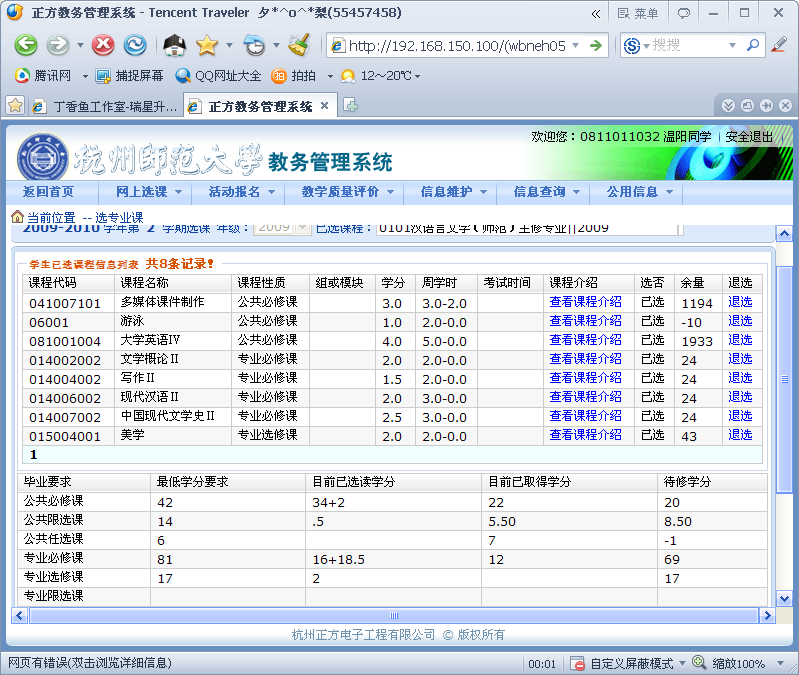 正方教务管理系统 - Tencent Traveler 夕*^o^*梨(55457458)
菜单
http://192.168.150.100/(wbneh05
搜搜
腾讯网 捕捉屏幕 QQ网址大全 拍拍 12～20℃
丁香鱼工作室-瑞星升... 正方教务管理系统
欢迎您：0811011032 温阳同学 安全退出
杭州师范大學 教务管理系统
返回首页 网上选课 活动报名 教学质量评价 信息维护 信息查询 公用信息
当前位置 -- 选专业课
2009-2010 学年第 2 学期选课 年级： 2009 已选课程： 0101汉语言文学(师范)主修专业||2009
学生已选课程信息列表 共8条记录!
课程代码 课程名称 课程性质 组或模块 学分 周学时 考试时间 课程介绍 选否 余量 退选
041007101 多媒体课件制作 公共必修课 3.0 3.0-2.0 查看课程介绍 已选 1194 退选
06001 游泳 公共必修课 1.0 2.0-0.0 查看课程介绍 已选 -10 退选
081001004 大学英语IV 公共必修课 4.0 5.0-0.0 查看课程介绍 已选 1933 退选
014002002 文学概论Ⅱ 专业必修课 2.0 2.0-0.0 查看课程介绍 已选 24 退选
014004002 写作Ⅱ 专业必修课 1.5 2.0-0.0 查看课程介绍 已选 24 退选
014006002 现代汉语Ⅱ 专业必修课 2.0 3.0-0.0 查看课程介绍 已选 24 退选
014007002 中国现代文学史Ⅱ 专业必修课 2.5 3.0-0.0 查看课程介绍 已选 24 退选
015004001 美学 专业选修课 2.0 2.0-0.0 查看课程介绍 已选 43 退选
1
毕业要求 最低学分要求 目前已选读学分 目前已取得学分 待修学分
公共必修课 42 34+2 22 20
公共限选课 14 .5 5.50 8.50
公共任选课 6 7 -1
专业必修课 81 16+18.5 12 69
专业选修课 17 2 17
专业限选课
杭州正方电子工程有限公司 © 版权所有
网页有错误(双击浏览详细信息) 00:01 自定义屏蔽模式 缩放100%